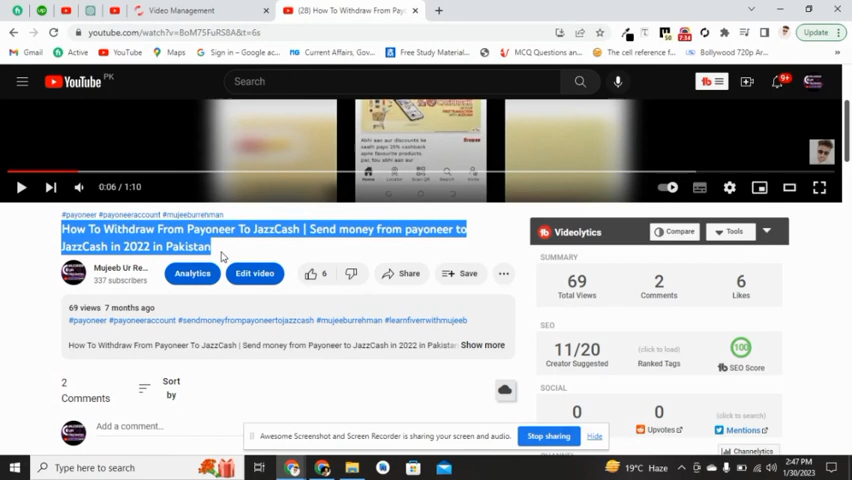 Video Management
(28) How To Withdraw From Payo
youtube.com/watch?v=BoM75FuRS8A&t=6s
Update
Gmail
Active
YouTube
Maps
Sign in – Google ac...
Current Affairs, Gov...
Free Study Material...
MCQ Questions an...
The cell reference f...
Bollywood 720p Ar...
YouTube PK
Search
9+
Abhi aur discounts ke
Home
0:06 / 1:10
#payoneer #payoneeraccount #mujeeburrehman
How To Withdraw From Payoneer To JazzCash | Send money from payoneer to
JazzCash in 2022 in Pakistan
Mujeeb Ur Re...
337 subscribers
Analytics
Edit video
6
Share
Save
69 views 7 months ago
#payoneer #payoneeraccount #sendmoneyfrompayoneertojazzcash #mujeeburrehman #learnfiverrwithmujeeb
How To Withdraw From Payoneer To JazzCash | Send money from Payoneer to JazzCash in 2022 in Pakistan
Show more
2
Comments
Sort
by
Add a comment...
Videolytics
Compare
Tools
SUMMARY
69
Total Views
2
Comments
6
Likes
SEO
11/20
Creator Suggested
(click to load)
Ranked Tags
100
SEO Score
SOCIAL
0
Upvotes
0
(click to search)
Mentions
Channelytics
Awesome Screenshot and Screen Recorder is sharing your screen and audio.
Stop sharing
Hide
Type here to search
19°C Haze
2:47 PM
1/30/2023